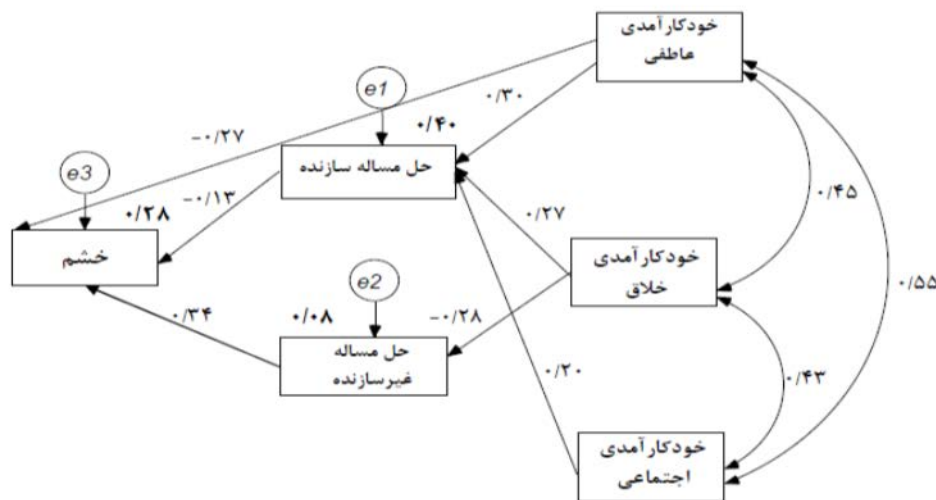 خودکارآمدی
عاطفی
e1
۰/۳۰
۰/۴۰
-۰/۲۷
حل مساله سازنده
e3
-۰/۱۳
۰/۴۵
۰/۲۸
۰/۲۷
خشم
خودکارآمدی
خلاق
e2
۰/۵۵
-۰/۲۸
۰/۰۸
۰/۳۴
حل مساله
غیرسازنده
۰/۲۰
۰/۴۳
خودکارآمدی
اجتماعی